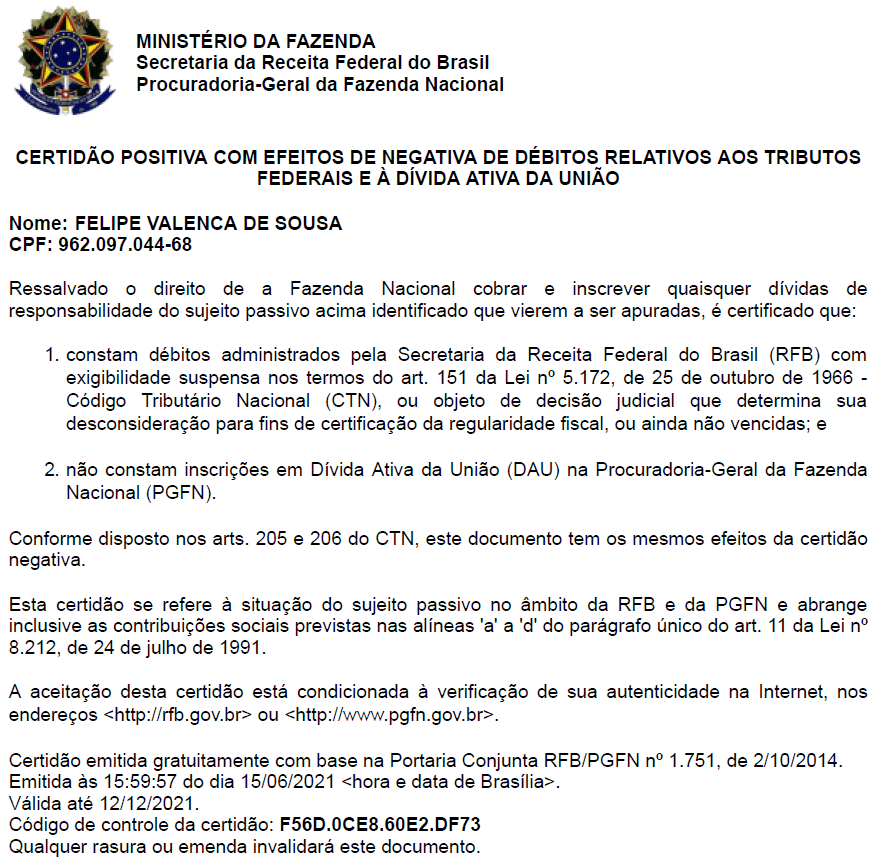 MINISTÉRIO DA FAZENDA
Secretaria da Receita Federal do Brasil
Procuradoria-Geral da Fazenda Nacional
CERTIDÃO POSITIVA COM EFEITOS DE NEGATIVA DE DÉBITOS RELATIVOS AOS TRIBUTOS
FEDERAIS E À DÍVIDA ATIVA DA UNIÃO
Nome: FELIPE VALENCA DE SOUSA
CPF: 962.097.044-68
Ressalvado o direito de a Fazenda Nacional cobrar e inscrever quaisquer dívidas de
responsabilidade do sujeito passivo acima identificado que vierem a ser apuradas, é certificado que:
1. constam débitos administrados pela Secretaria da Receita Federal do Brasil (RFB) com
exigibilidade suspensa nos termos do art. 151 da Lei nº 5.172, de 25 de outubro de 1966 -
Código Tributário Nacional (CTN), ou objeto de decisão judicial que determina sua
desconsideração para fins de certificação da regularidade fiscal, ou ainda não vencidas; e
2. não constam inscrições em Dívida Ativa da União (DAU) na Procuradoria-Geral da Fazenda
Nacional (PGFN).
Conforme disposto nos arts. 205 e 206 do CTN, este documento tem os mesmos efeitos da certidão
negativa.
Esta certidão se refere à situação do sujeito passivo no âmbito da RFB e da PGFN e abrange
inclusive as contribuições sociais previstas nas alíneas 'a' a 'd' do parágrafo único do art. 11 da Lei nº
8.212, de 24 de julho de 1991.
A aceitação desta certidão está condicionada à verificação de sua autenticidade na Internet, nos
endereços <http://rfb.gov.br> ou <http://www.pgfn.gov.br>.
Certidão emitida gratuitamente com base na Portaria Conjunta RFB/PGFN nº 1.751, de 2/10/2014.
Emitida às 15:59:57 do dia 15/06/2021 <hora e data de Brasília>.
Válida até 12/12/2021.
Código de controle da certidão: F56D.0CE8.60E2.DF73
Qualquer rasura ou emenda invalidará este documento.